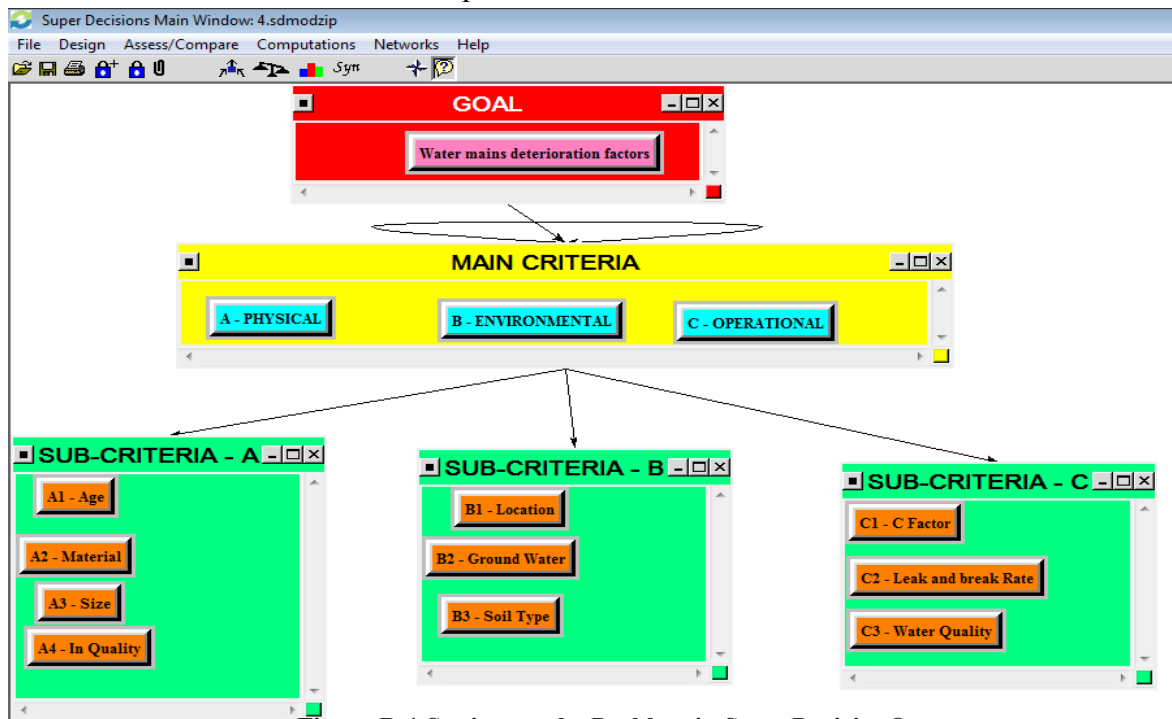 Super Decisions Main Window: 4.sdmodzip
File Design Assess/Compare Computations Networks Help
Syn
GOAL
Water mains deterioration factors
MAIN CRITERIA
A - PHYSICAL
B - ENVIRONMENTAL
C - OPERATIONAL
SUB-CRITERIA - A
A1 - Age
A2 - Material
A3 - Size
A4 - In Quality
SUB-CRITERIA - B
B1 - Location
B2 - Ground Water
B3 - Soil Type
SUB-CRITERIA - C
C1 - C Factor
C2 - Leak and break Rate
C3 - Water Quality